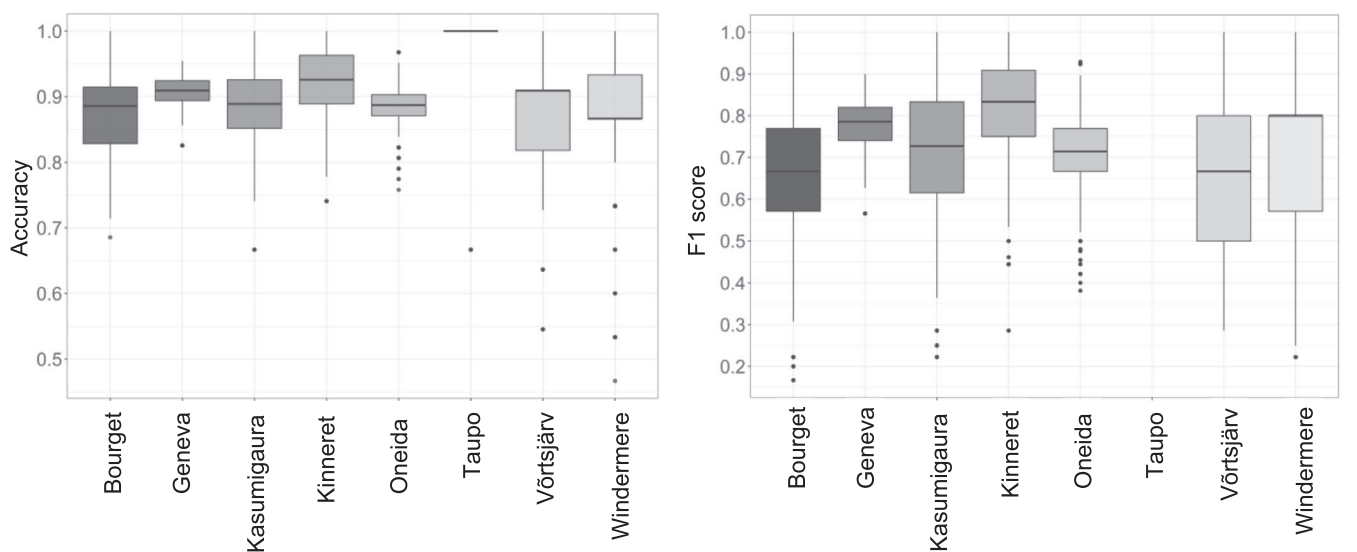 Accuracy
1.0
0.9
0.8
0.7
0.6
0.5
Bourget
Geneva
Kasumigaura
Kinneret
Oneida
Taupo
Võrtsjärv
Windermere
F1 score
1.0
0.9
0.8
0.7
0.6
0.5
0.4
0.3
0.2
Bourget
Geneva
Kasumigaura
Kinneret
Oneida
Taupo
Võrtsjärv
Windermere